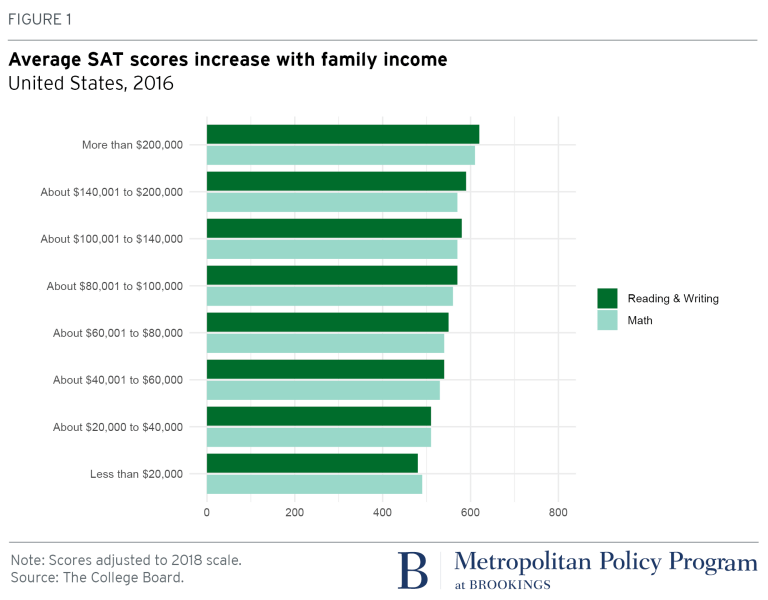 FIGURE 1
Average SAT scores increase with family income
United States, 2016
More than $200,000
About $140,001 to $200,000
About $100,001 to $140,000
About $80,001 to $100,000
About $60,001 to $80,000
About $40,001 to $60,000
About $20,000 to $40,000
Less than $20,000
0 200 400 600 800
Reading & Writing
Math
Note: Scores adjusted to 2018 scale.
Source: The College Board.
B
Metropolitan Policy Program
at BROOKINGS